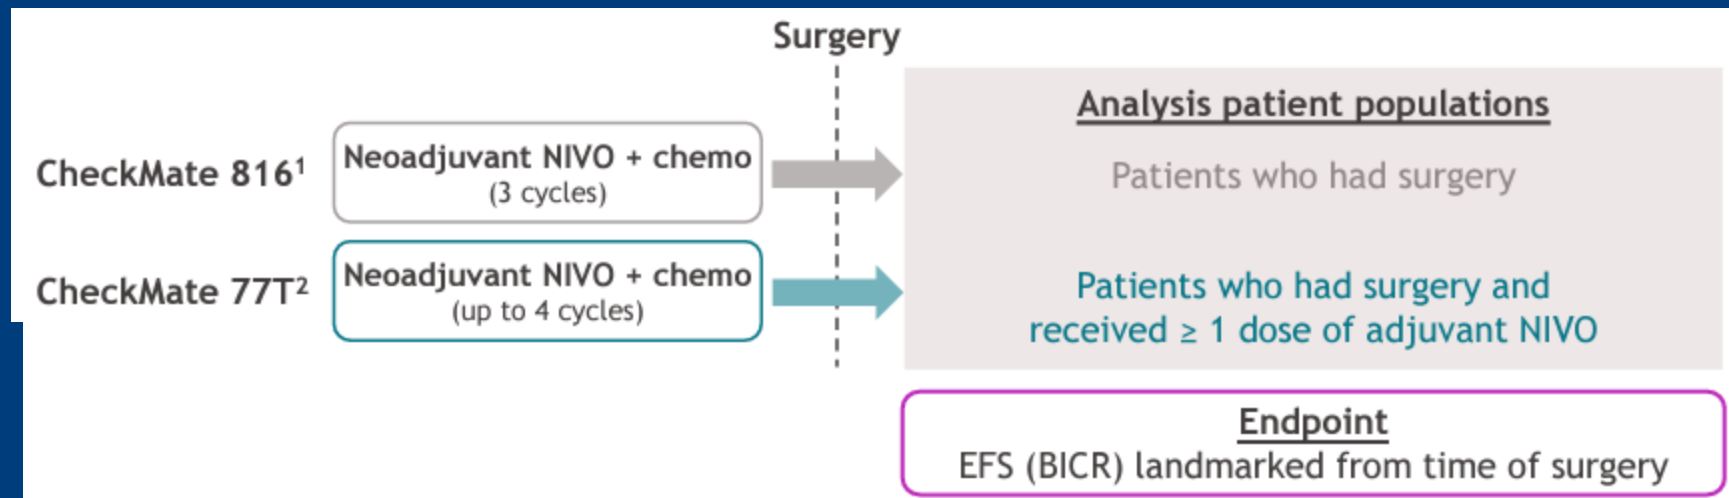 Surgery
Analysis patient populations
CheckMate 816¹
Neoadjuvant NIVO + chemo
(3 cycles)
Patients who had surgery
CheckMate 77T²
Neoadjuvant NIVO + chemo
(up to 4 cycles)
Patients who had surgery and
received ≥ 1 dose of adjuvant NIVO
Endpoint
EFS (BICR) landmarked from time of surgery